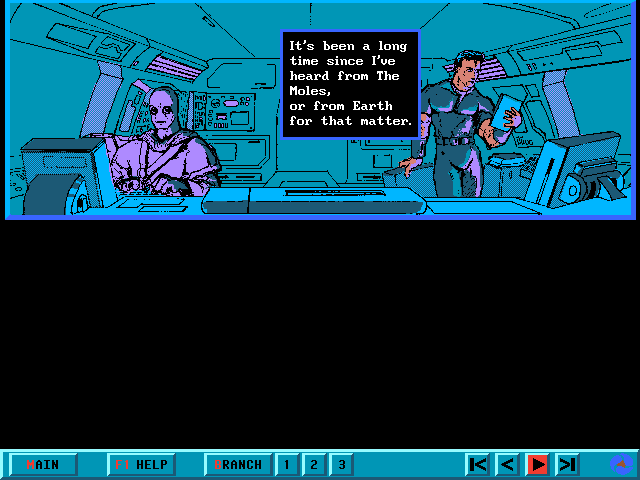 It's been a long
time since I've
heard from The
Moles,
or from Earth
for that matter.
MAIN F1 HELP BRANCH 1 2 3